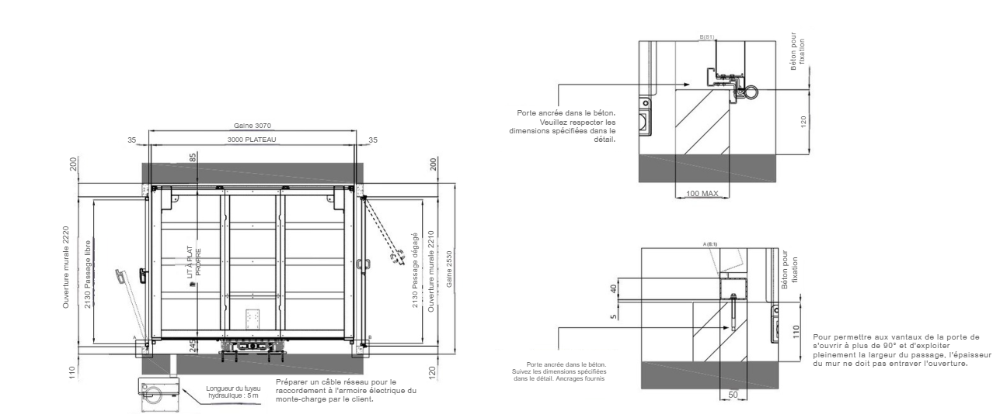 Gaine 3070
35
3000 PLATEAU
35
200
85
200
Ouverture murale 2220
2130 Passage libre
LIT À PLAT
PROPRE
2130 Passage dégagé
Ouverture murale 2210
Gaine 2530
A
B
110
245
120
Longueur du tuyau
hydraulique : 5 m
Préparer un câble réseau pour le
raccordement à l'armoire électrique du
monte-charge par le client.
B(8:1)
Béton pour
fixation
Porte ancrée dans le béton.
Veuillez respecter les
dimensions spécifiées dans le
détail.
120
100 MAX
A (8:1)
Béton pour
fixation
40
5
110
Porte ancrée dans le béton.
Suivez les dimensions spécifiées
dans le détail. Ancrages fournis
50
Pour permettre aux vantaux de la porte de
s'ouvrir à plus de 90° et d'exploiter
pleinement la largeur du passage, l'épaisseur
du mur ne doit pas entraver l'ouverture.